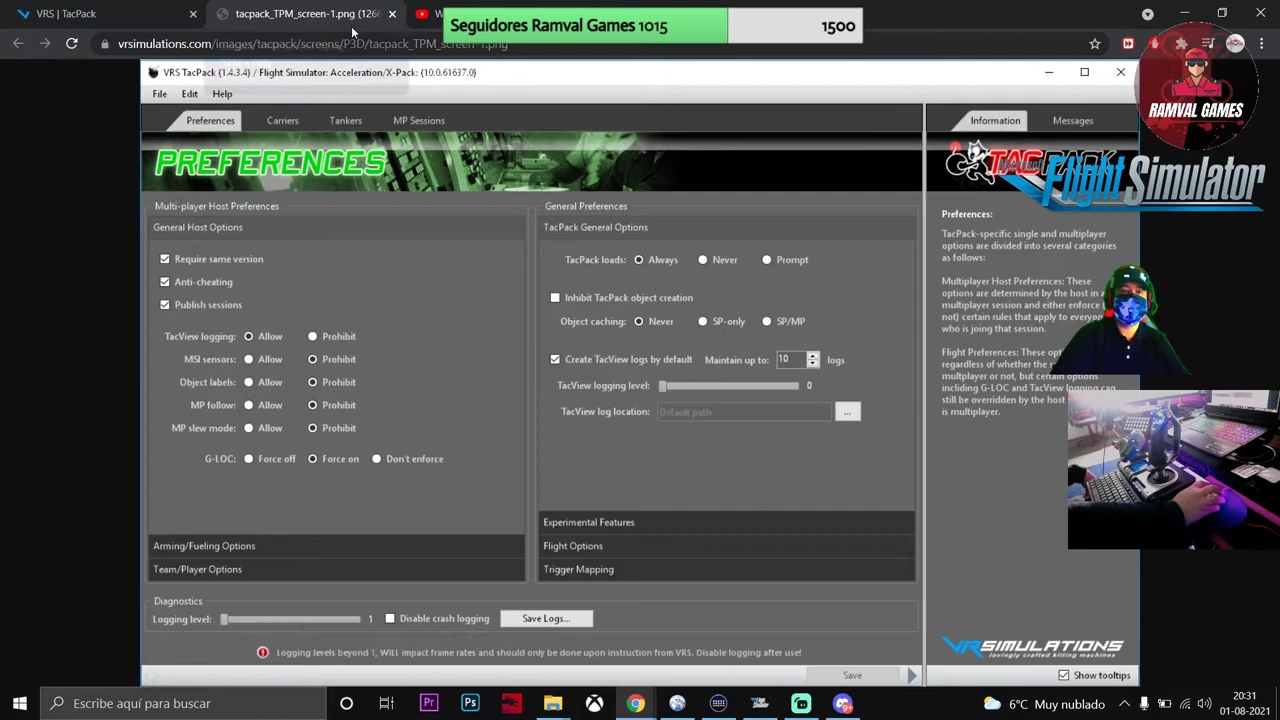 VRS | TacPack
tacpack_TPM_screen-1.png (1266
Seguidores Ramval Games 1015
1500
vrsimulations.com/images/tacpack/screens/P3D/tacpack_TPM_screen-1.png
VRS TacPack (1.4.3.4) / Flight Simulator: Acceleration/X-Pack: (10.0.61637.0)
File Edit Help
RAMVAL GAMES
Preferences Carriers Tankers MP Sessions
Information Messages
PREFERENCES
TACPACK
Flight Simulator
Multi-player Host Preferences
General Host Options
Require same version
Anti-cheating
Publish sessions
TacView logging: Allow Prohibit
MSI sensors: Allow Prohibit
Object labels: Allow Prohibit
MP follow: Allow Prohibit
MP slew mode: Allow Prohibit
G-LOC: Force off Force on Don't enforce
Arming/Fueling Options
Team/Player Options
General Preferences
TacPack General Options
TacPack loads: Always Never Prompt
Inhibit TacPack object creation
Object caching: Never SP-only SP/MP
Create TacView logs by default Maintain up to: 10 logs
TacView logging level: 0
TacView log location: Default path ...
Experimental Features
Flight Options
Trigger Mapping
Preferences:
TacPack-specific single and multiplayer
options are divided into several categories
as follows:
Multiplayer Host Preferences: These
options are determined by the host in a
multiplayer session and either enforce (
not) certain rules that apply to everyone
who is joing that session.
Flight Preferences: These op
regardless of whether the
multplayer or not, but certain options
including G-LOC and TacView logging can
still be overridden by the host
is multiplayer.
Diagnostics
Logging level: 1 Disable crash logging Save Logs...
Logging levels beyond 1, WILL impact frame rates and should only be done upon instruction from VRS. Disable logging after use!
VRSIMULATIONS
lovingly crafted killing machines
Save
Show tooltips
Escribe aquí para buscar
6°C Muy nublado
20:31
01-08-2021